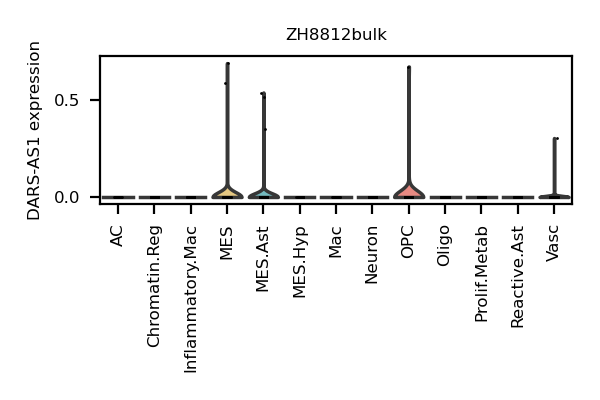 ZH8812bulk
DARS-AS1 expression
0.5
0.0
AC
Chromatin.Reg
Inflammatory.Mac
MES
MES.Ast
MES.Hyp
Mac
Neuron
OPC
Oligo
Prolif.Metab
Reactive.Ast
Vasc